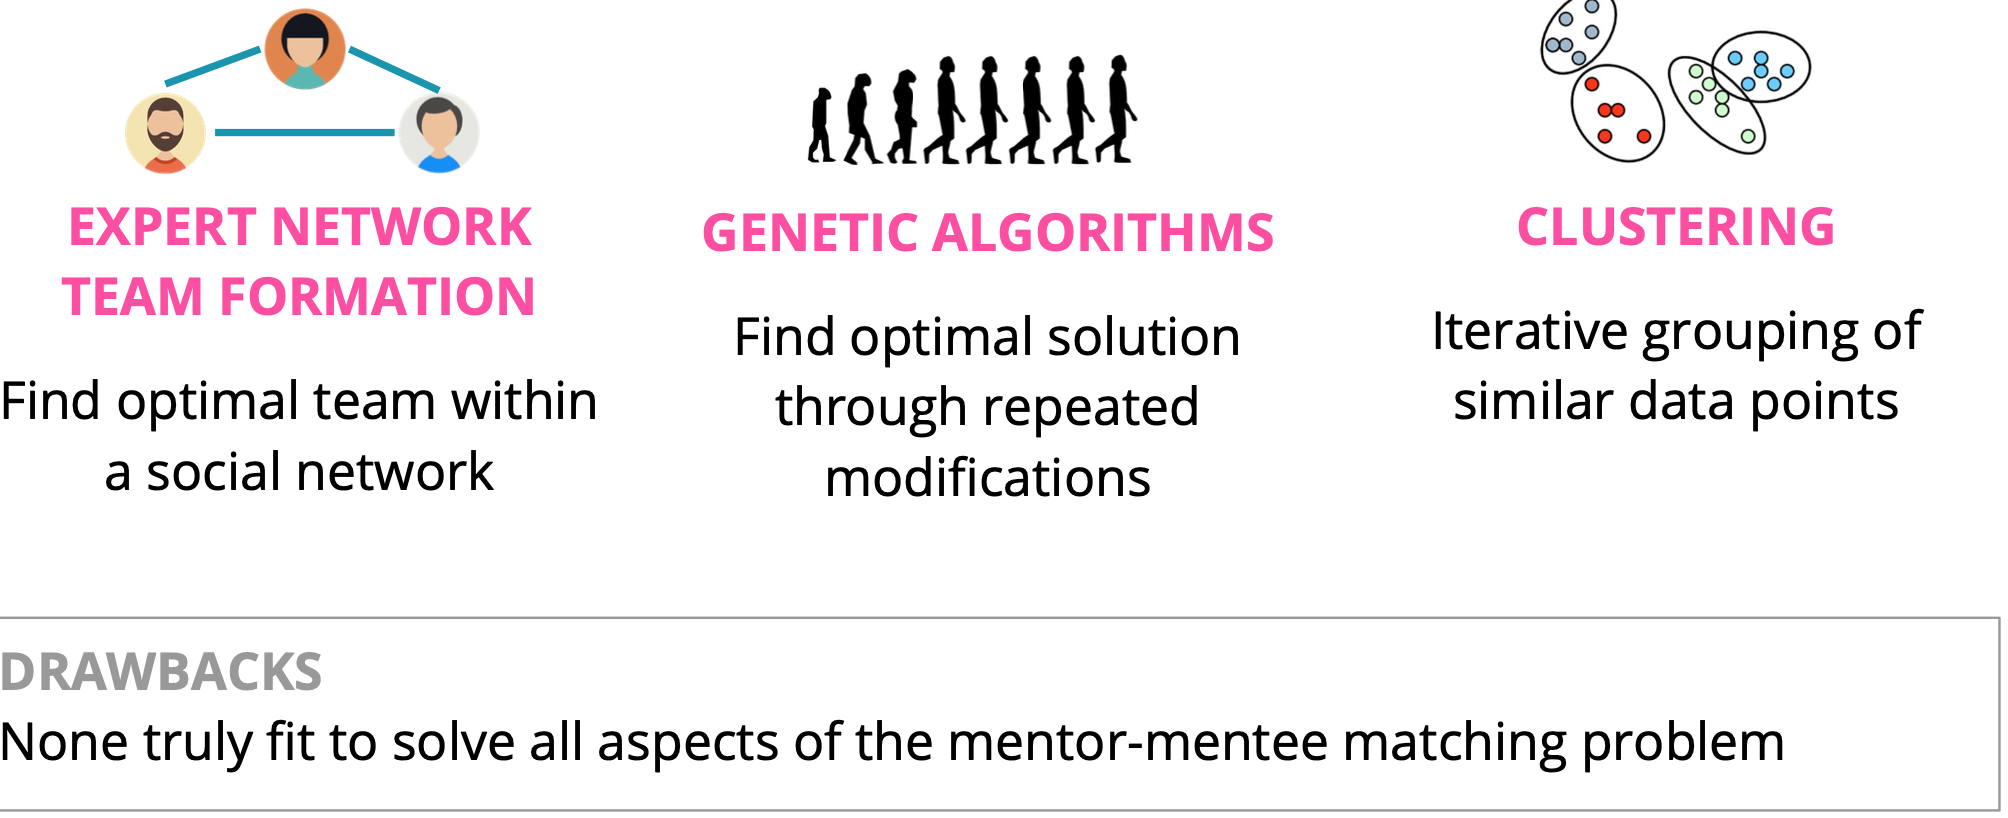 EXPERT NETWORK
TEAM FORMATION
Find optimal team within
a social network
GENETIC ALGORITHMS
Find optimal solution
through repeated
modifications
CLUSTERING
Iterative grouping of
similar data points
DRAWBACKS
None truly fit to solve all aspects of the mentor-mentee matching problem